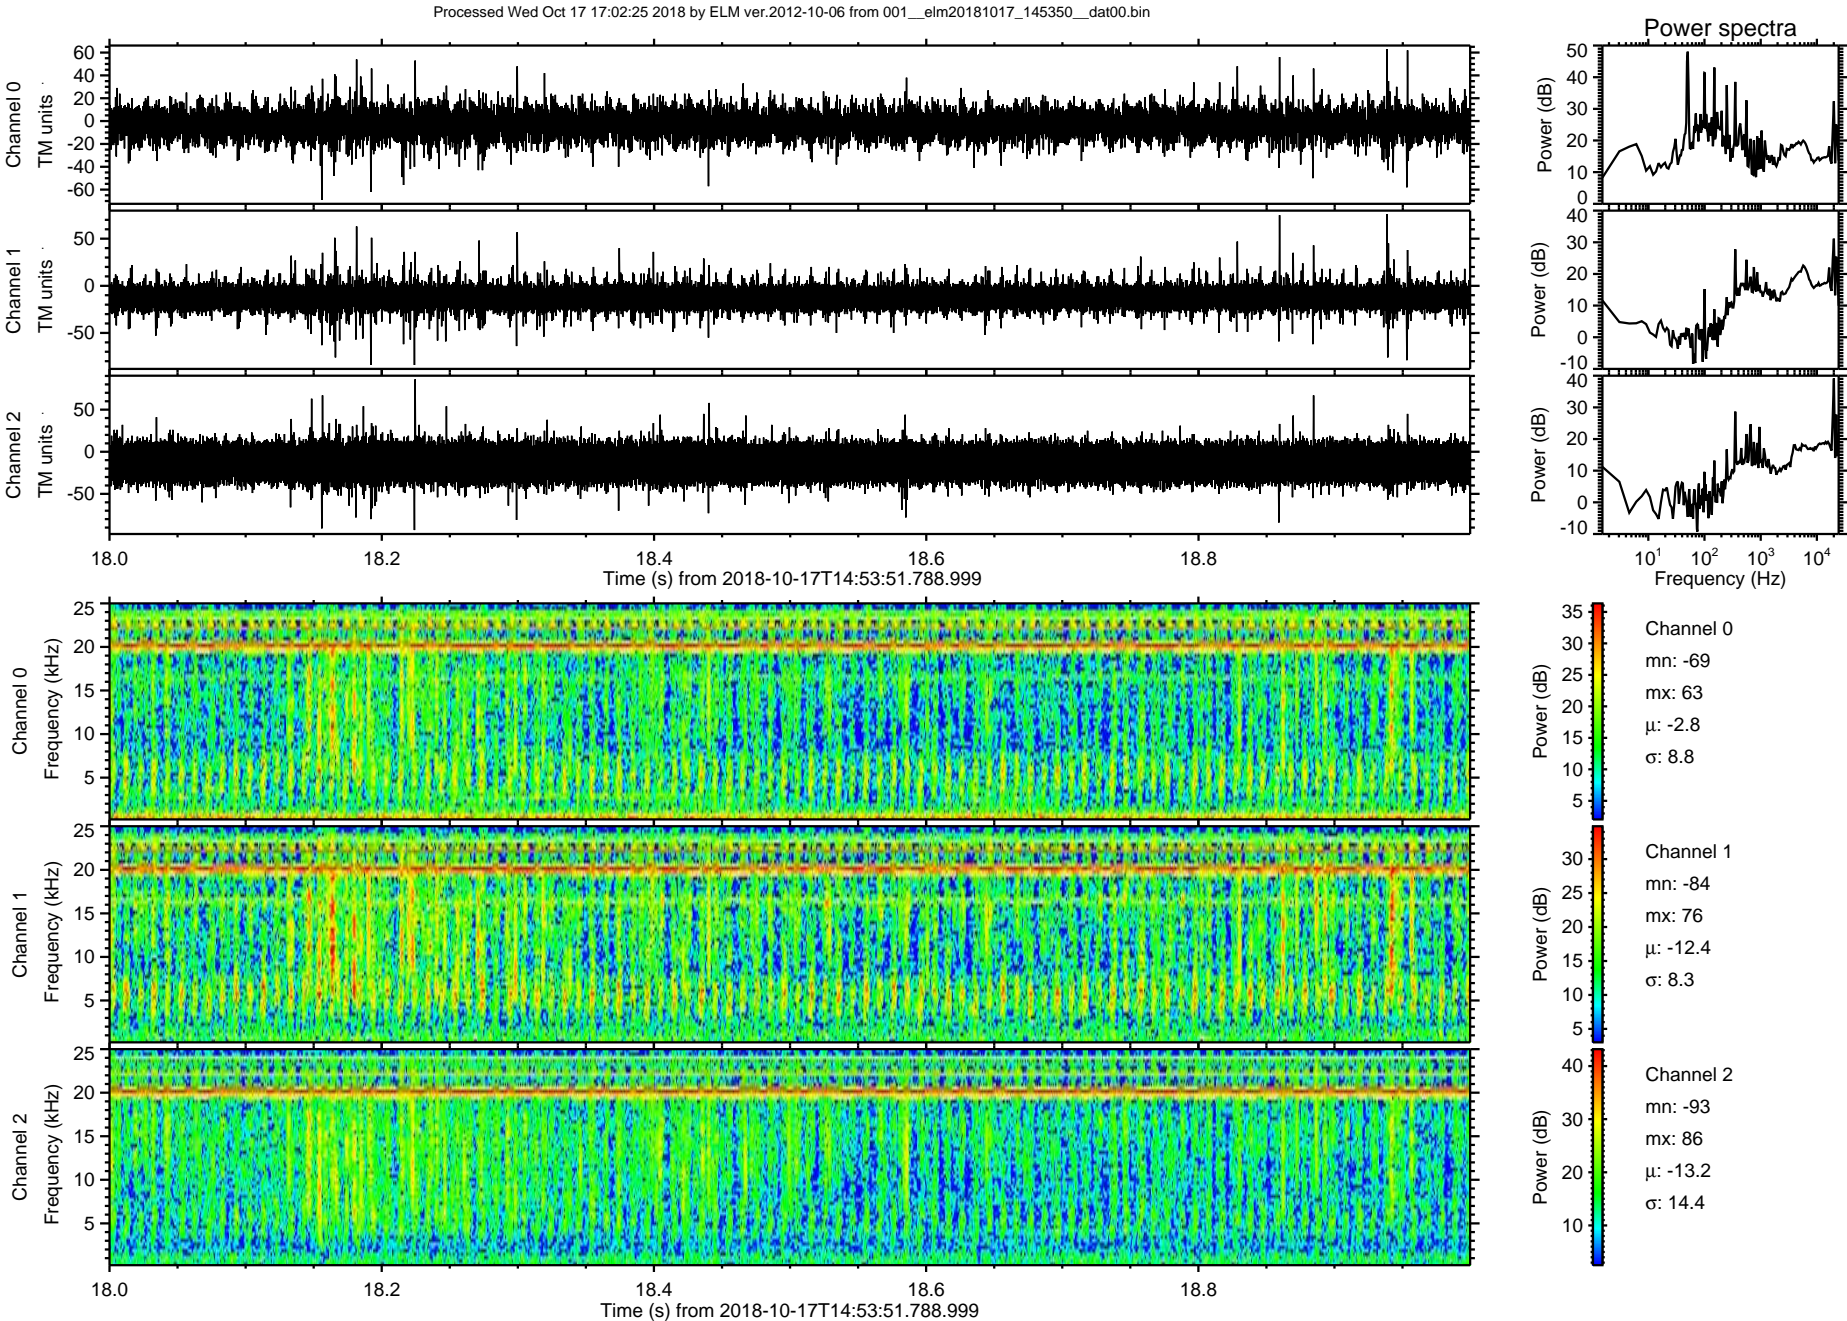 Processed Wed Oct 17 17:02:25 2018 by ELM ver.2012-10-06 from 001__elm20181017_145350__dat00.bin
Power spectra
Channel 0
TM units
60
40
20
0
-20
-40
-60
Power (dB)
50
40
30
20
10
0
Channel 1
TM units
50
0
-50
Power (dB)
40
30
20
10
0
-10
Channel 2
TM units
50
0
-50
Power (dB)
40
30
20
10
0
-10
18.0 18.2 18.4 18.6 18.8
Time (s) from 2018-10-17T14:53:51.788.999
10^1 10^2 10^3 10^4
Frequency (Hz)
Channel 0
Frequency (kHz)
25
20
15
10
5
Power (dB)
35
30
25
20
15
10
5
Channel 0
mn: -69
mx: 63
μ: -2.8
σ: 8.8
Channel 1
Frequency (kHz)
25
20
15
10
5
Power (dB)
30
25
20
15
10
5
Channel 1
mn: -84
mx: 76
μ: -12.4
σ: 8.3
Channel 2
Frequency (kHz)
25
20
15
10
5
Power (dB)
40
30
20
10
Channel 2
mn: -93
mx: 86
μ: -13.2
σ: 14.4
18.0 18.2 18.4 18.6 18.8
Time (s) from 2018-10-17T14:53:51.788.999